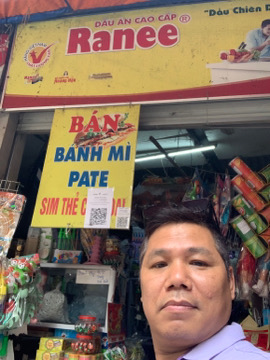 DẦU ĂN CAO CẤP
Ranee®
"Dầu Chiên
BÁN
BÁNH MÌ
PATE
SIM THẺ